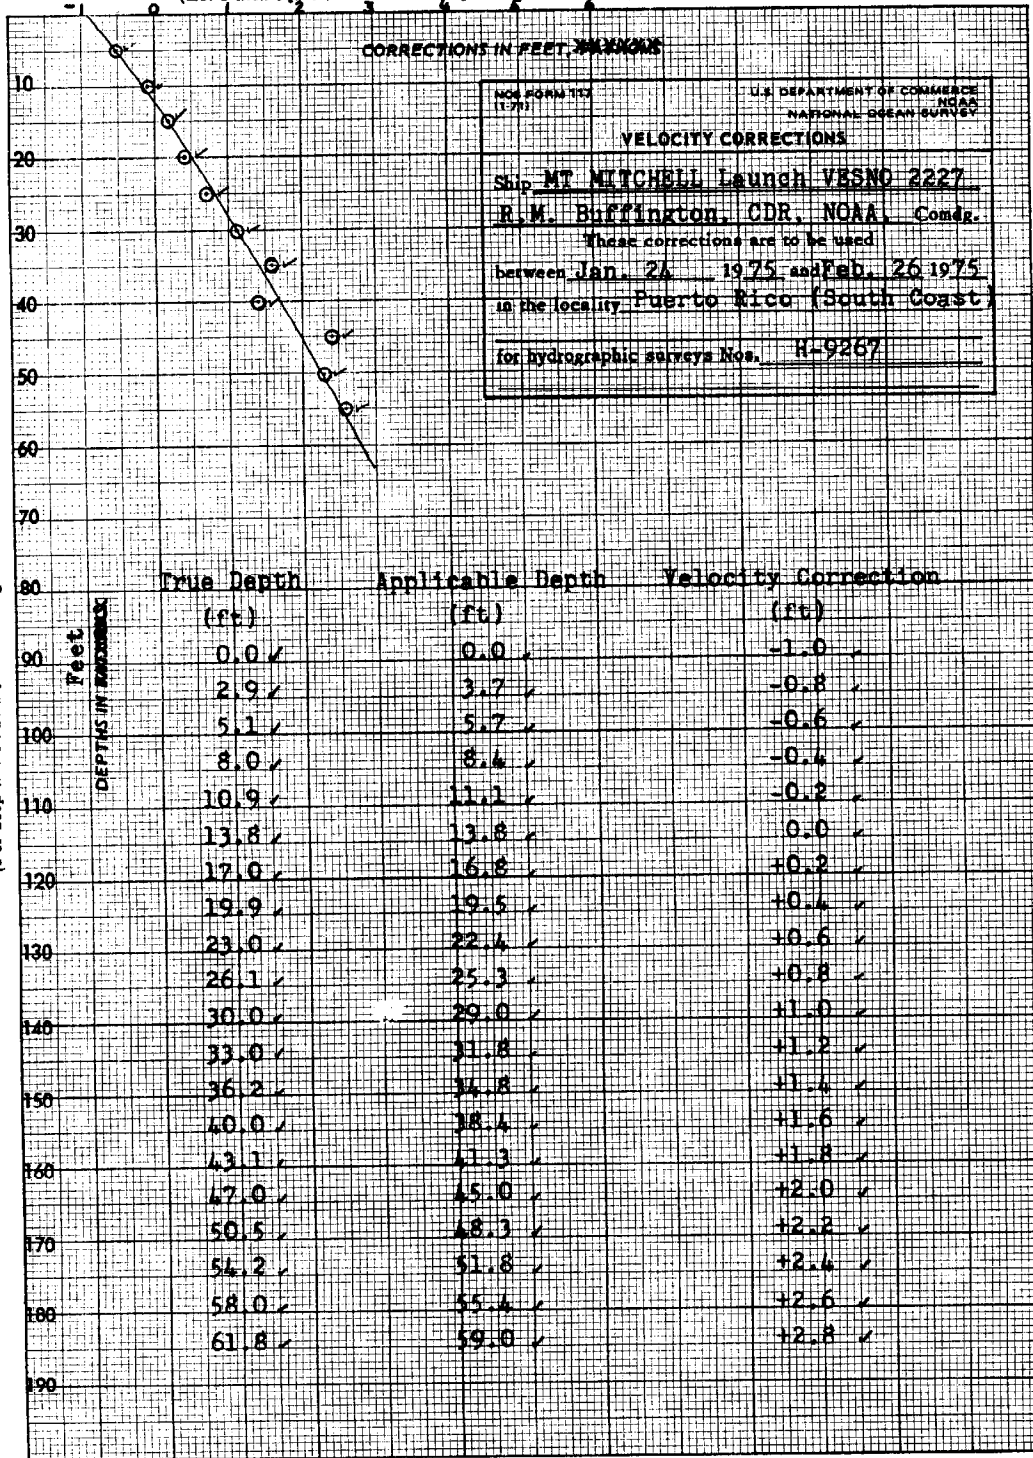 -1 0 1 2 3 4 5 6
CORRECTIONS IN FEET,
NOS FORM 117
(1-71)
U.S. DEPARTMENT OF COMMERCE
NOAA
NATIONAL OCEAN SURVEY
VELOCITY CORRECTIONS
Ship MT MITCHELL Launch VESNO 2227
R.M. Buffington, CDR, NOAA, Comdg.
These corrections are to be used
between Jan. 24 1975 and Feb. 26 1975
in the locality Puerto Rico (South Coast)
for hydrographic surveys Nos. H-9267
10
20
30
40
50
60
70
80
90
100
110
120
130
140
150
160
170
180
190
Feet
DEPTHS IN
True Depth Applicable Depth Velocity Correction
(ft) (ft) (ft)
0.0 0.0 -1.0
2.9 3.7 -0.8
5.1 5.7 -0.6
8.0 8.4 -0.4
10.9 11.1 -0.2
13.8 13.8 0.0
17.0 16.8 +0.2
19.9 19.5 +0.4
23.0 22.4 +0.6
26.1 25.3 +0.8
30.0 29.0 +1.0
33.0 31.8 +1.2
36.2 34.8 +1.4
40.0 38.4 +1.6
43.1 41.3 +1.8
47.0 45.0 +2.0
50.5 48.3 +2.2
54.2 51.8 +2.4
58.0 55.4 +2.6
61.8 59.0 +2.8